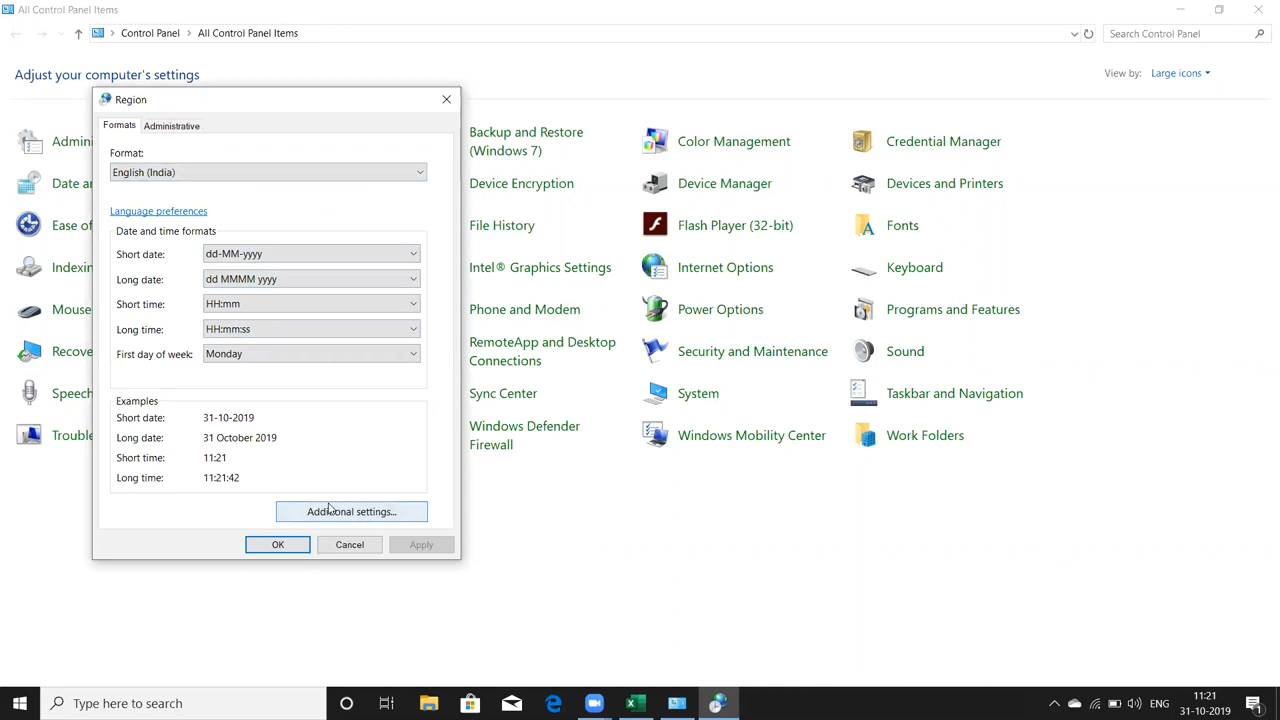 All Control Panel Items
Control Panel > All Control Panel Items
Search Control Panel
Adjust your computer's settings
View by: Large icons
Region
Formats
Administrative
Format:
English (India)
Language preferences
Date and time formats
Short date: dd-MM-yyyy
Long date: dd MMMM yyyy
Short time: HH:mm
Long time: HH:mm:ss
First day of week: Monday
Examples
Short date: 31-10-2019
Long date: 31 October 2019
Short time: 11:21
Long time: 11:21:42
Additional settings...
OK
Cancel
Apply
Admini
Date an
Ease of
Indexin
Mouse
Recove
Speech
Trouble
Backup and Restore
(Windows 7)
Device Encryption
File History
Intel® Graphics Settings
Phone and Modem
RemoteApp and Desktop
Connections
Sync Center
Windows Defender
Firewall
Color Management
Device Manager
Flash Player (32-bit)
Internet Options
Power Options
Security and Maintenance
System
Windows Mobility Center
Credential Manager
Devices and Printers
Fonts
Keyboard
Programs and Features
Sound
Taskbar and Navigation
Work Folders
Type here to search
ENG
11:21
31-10-2019
1